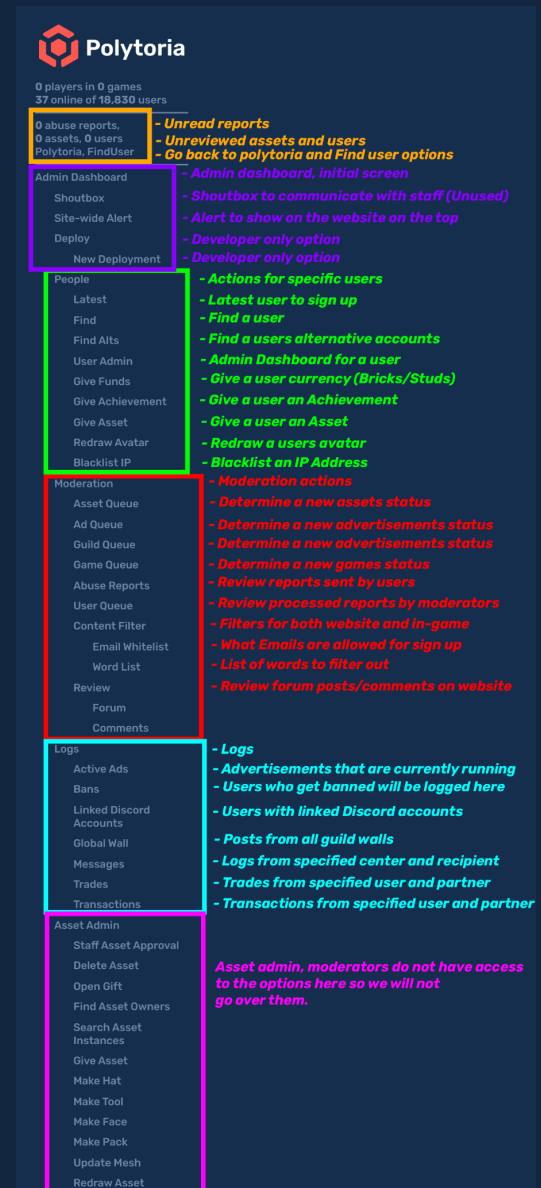 Polytoria
0 players in 0 games
37 online of 18,830 users
0 abuse reports,
0 assets, 0 users
Polytoria, FindUser
- Unread reports
- Unreviewed assets and users
- Go back to polytoria and Find user options
Admin Dashboard - Admin dashboard, initial screen
Shoutbox - Shoutbox to communicate with staff (Unused)
Site-wide Alert - Alert to show on the website on the top
Deploy - Developer only option
New Deployment - Developer only option
People - Actions for specific users
Latest - Latest user to sign up
Find - Find a user
Find Alts - Find a users alternative accounts
User Admin - Admin Dashboard for a user
Give Funds - Give a user currency (Bricks/Studs)
Give Achievement - Give a user an Achievement
Give Asset - Give a user an Asset
Redraw Avatar - Redraw a users avatar
Blacklist IP - Blacklist an IP Address
Moderation - Moderation actions
Asset Queue - Determine a new assets status
Ad Queue - Determine a new advertisements status
Guild Queue - Determine a new advertisements status
Game Queue - Determine a new games status
Abuse Reports - Review reports sent by users
User Queue - Review processed reports by moderators
Content Filter - Filters for both website and in-game
Email Whitelist - What Emails are allowed for sign up
Word List - List of words to filter out
Review - Review forum posts/comments on website
Forum
Comments
Logs - Logs
Active Ads - Advertisements that are currently running
Bans - Users who get banned will be logged here
Linked Discord
Accounts
- Users with linked Discord accounts
Global Wall - Posts from all guild walls
Messages - Logs from specified center and recipient
Trades - Trades from specified user and partner
Transactions - Transactions from specified user and partner
Asset Admin
Staff Asset Approval
Delete Asset
Open Gift
Find Asset Owners
Search Asset
Instances
Give Asset
Make Hat
Make Tool
Make Face
Make Pack
Update Mesh
Redraw Asset
Asset admin, moderators do not have access
to the options here so we will not
go over them.